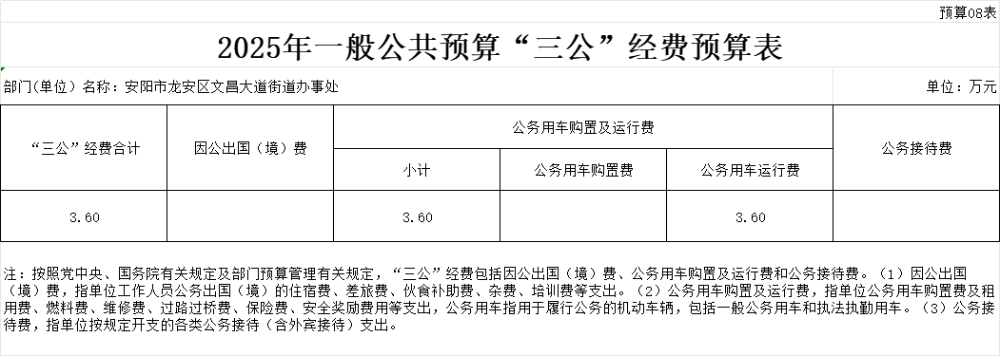 预算08表
2025年一般公共预算“三公”经费预算表
部门(单位）名称：安阳市龙安区文昌大道街道办事处 单位：万元
“三公”经费合计 因公出国（境）费 公务用车购置及运行费 公务接待费
小计 公务用车购置费 公务用车运行费
3.60 3.60 3.60
注：按照党中央、国务院有关规定及部门预算管理有关规定，“三公”经费包括因公出国（境）费、公务用车购置及运行费和公务接待费。（1）因公出国
（境）费，指单位工作人员公务出国（境）的住宿费、差旅费、伙食补助费、杂费、培训费等支出。（2）公务用车购置及运行费，指单位公务用车购置费及租
用费、燃料费、维修费、过路过桥费、保险费、安全奖励费用等支出，公务用车指用于履行公务的机动车辆，包括一般公务用车和执法执勤用车。（3）公务接
待费，指单位按规定开支的各类公务接待（含外宾接待）支出。